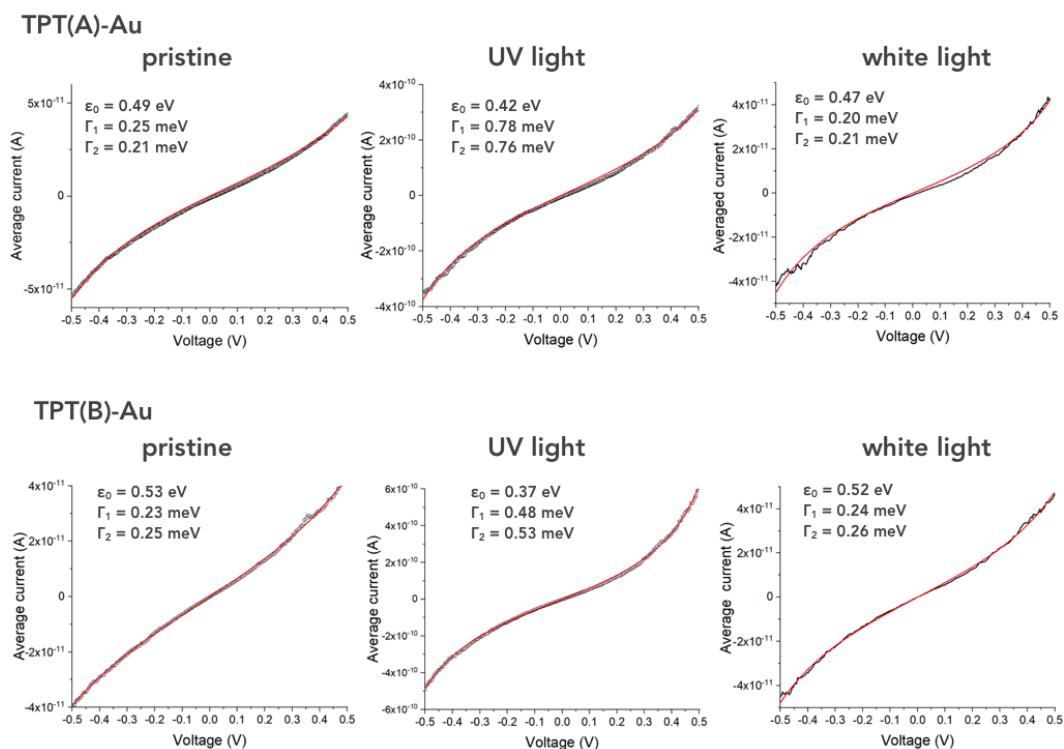 TPT(A)-Au
pristine
UV light
white light
ε₀ = 0.49 eV
Γ₁ = 0.25 meV
Γ₂ = 0.21 meV
5x10⁻¹¹
0
-5x10⁻¹¹
Average current (A)
-0.5 -0.4 -0.3 -0.2 -0.1 0.0 0.1 0.2 0.3 0.4 0.5
Voltage (V)
ε₀ = 0.42 eV
Γ₁ = 0.78 meV
Γ₂ = 0.76 meV
4x10⁻¹⁰
2x10⁻¹⁰
0
-2x10⁻¹⁰
-4x10⁻¹⁰
Average current (A)
-0.5 -0.4 -0.3 -0.2 -0.1 0.0 0.1 0.2 0.3 0.4 0.5
Voltage (V)
ε₀ = 0.47 eV
Γ₁ = 0.20 meV
Γ₂ = 0.21 meV
4x10⁻¹¹
2x10⁻¹¹
0
-2x10⁻¹¹
-4x10⁻¹¹
Averaged current (A)
-0.5 -0.4 -0.3 -0.2 -0.1 0.0 0.1 0.2 0.3 0.4 0.5
Voltage (V)
TPT(B)-Au
pristine
UV light
white light
ε₀ = 0.53 eV
Γ₁ = 0.23 meV
Γ₂ = 0.25 meV
4x10⁻¹¹
2x10⁻¹¹
0
-2x10⁻¹¹
-4x10⁻¹¹
Average current (A)
-0.5 -0.4 -0.3 -0.2 -0.1 0.0 0.1 0.2 0.3 0.4 0.5
Voltage (V)
ε₀ = 0.37 eV
Γ₁ = 0.48 meV
Γ₂ = 0.53 meV
6x10⁻¹⁰
4x10⁻¹⁰
2x10⁻¹⁰
0
-2x10⁻¹⁰
-4x10⁻¹⁰
-6x10⁻¹⁰
Average current (A)
-0.5 -0.4 -0.3 -0.2 -0.1 0.0 0.1 0.2 0.3 0.4 0.5
Voltage (V)
ε₀ = 0.52 eV
Γ₁ = 0.24 meV
Γ₂ = 0.26 meV
4x10⁻¹¹
2x10⁻¹¹
0
-2x10⁻¹¹
-4x10⁻¹¹
Average current (A)
-0.5 -0.4 -0.3 -0.2 -0.1 0.0 0.1 0.2 0.3 0.4 0.5
Voltage (V)